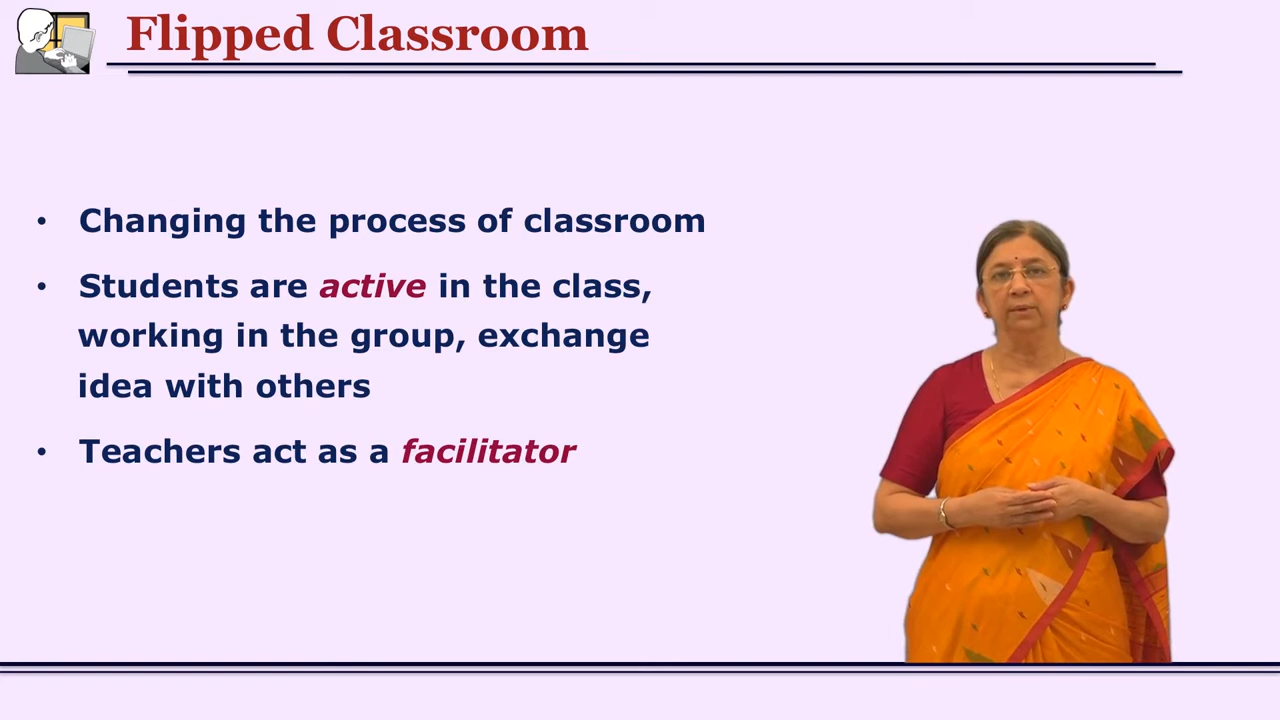 Flipped Classroom
• Changing the process of classroom
• Students are active in the class,
working in the group, exchange
idea with others
• Teachers act as a facilitator